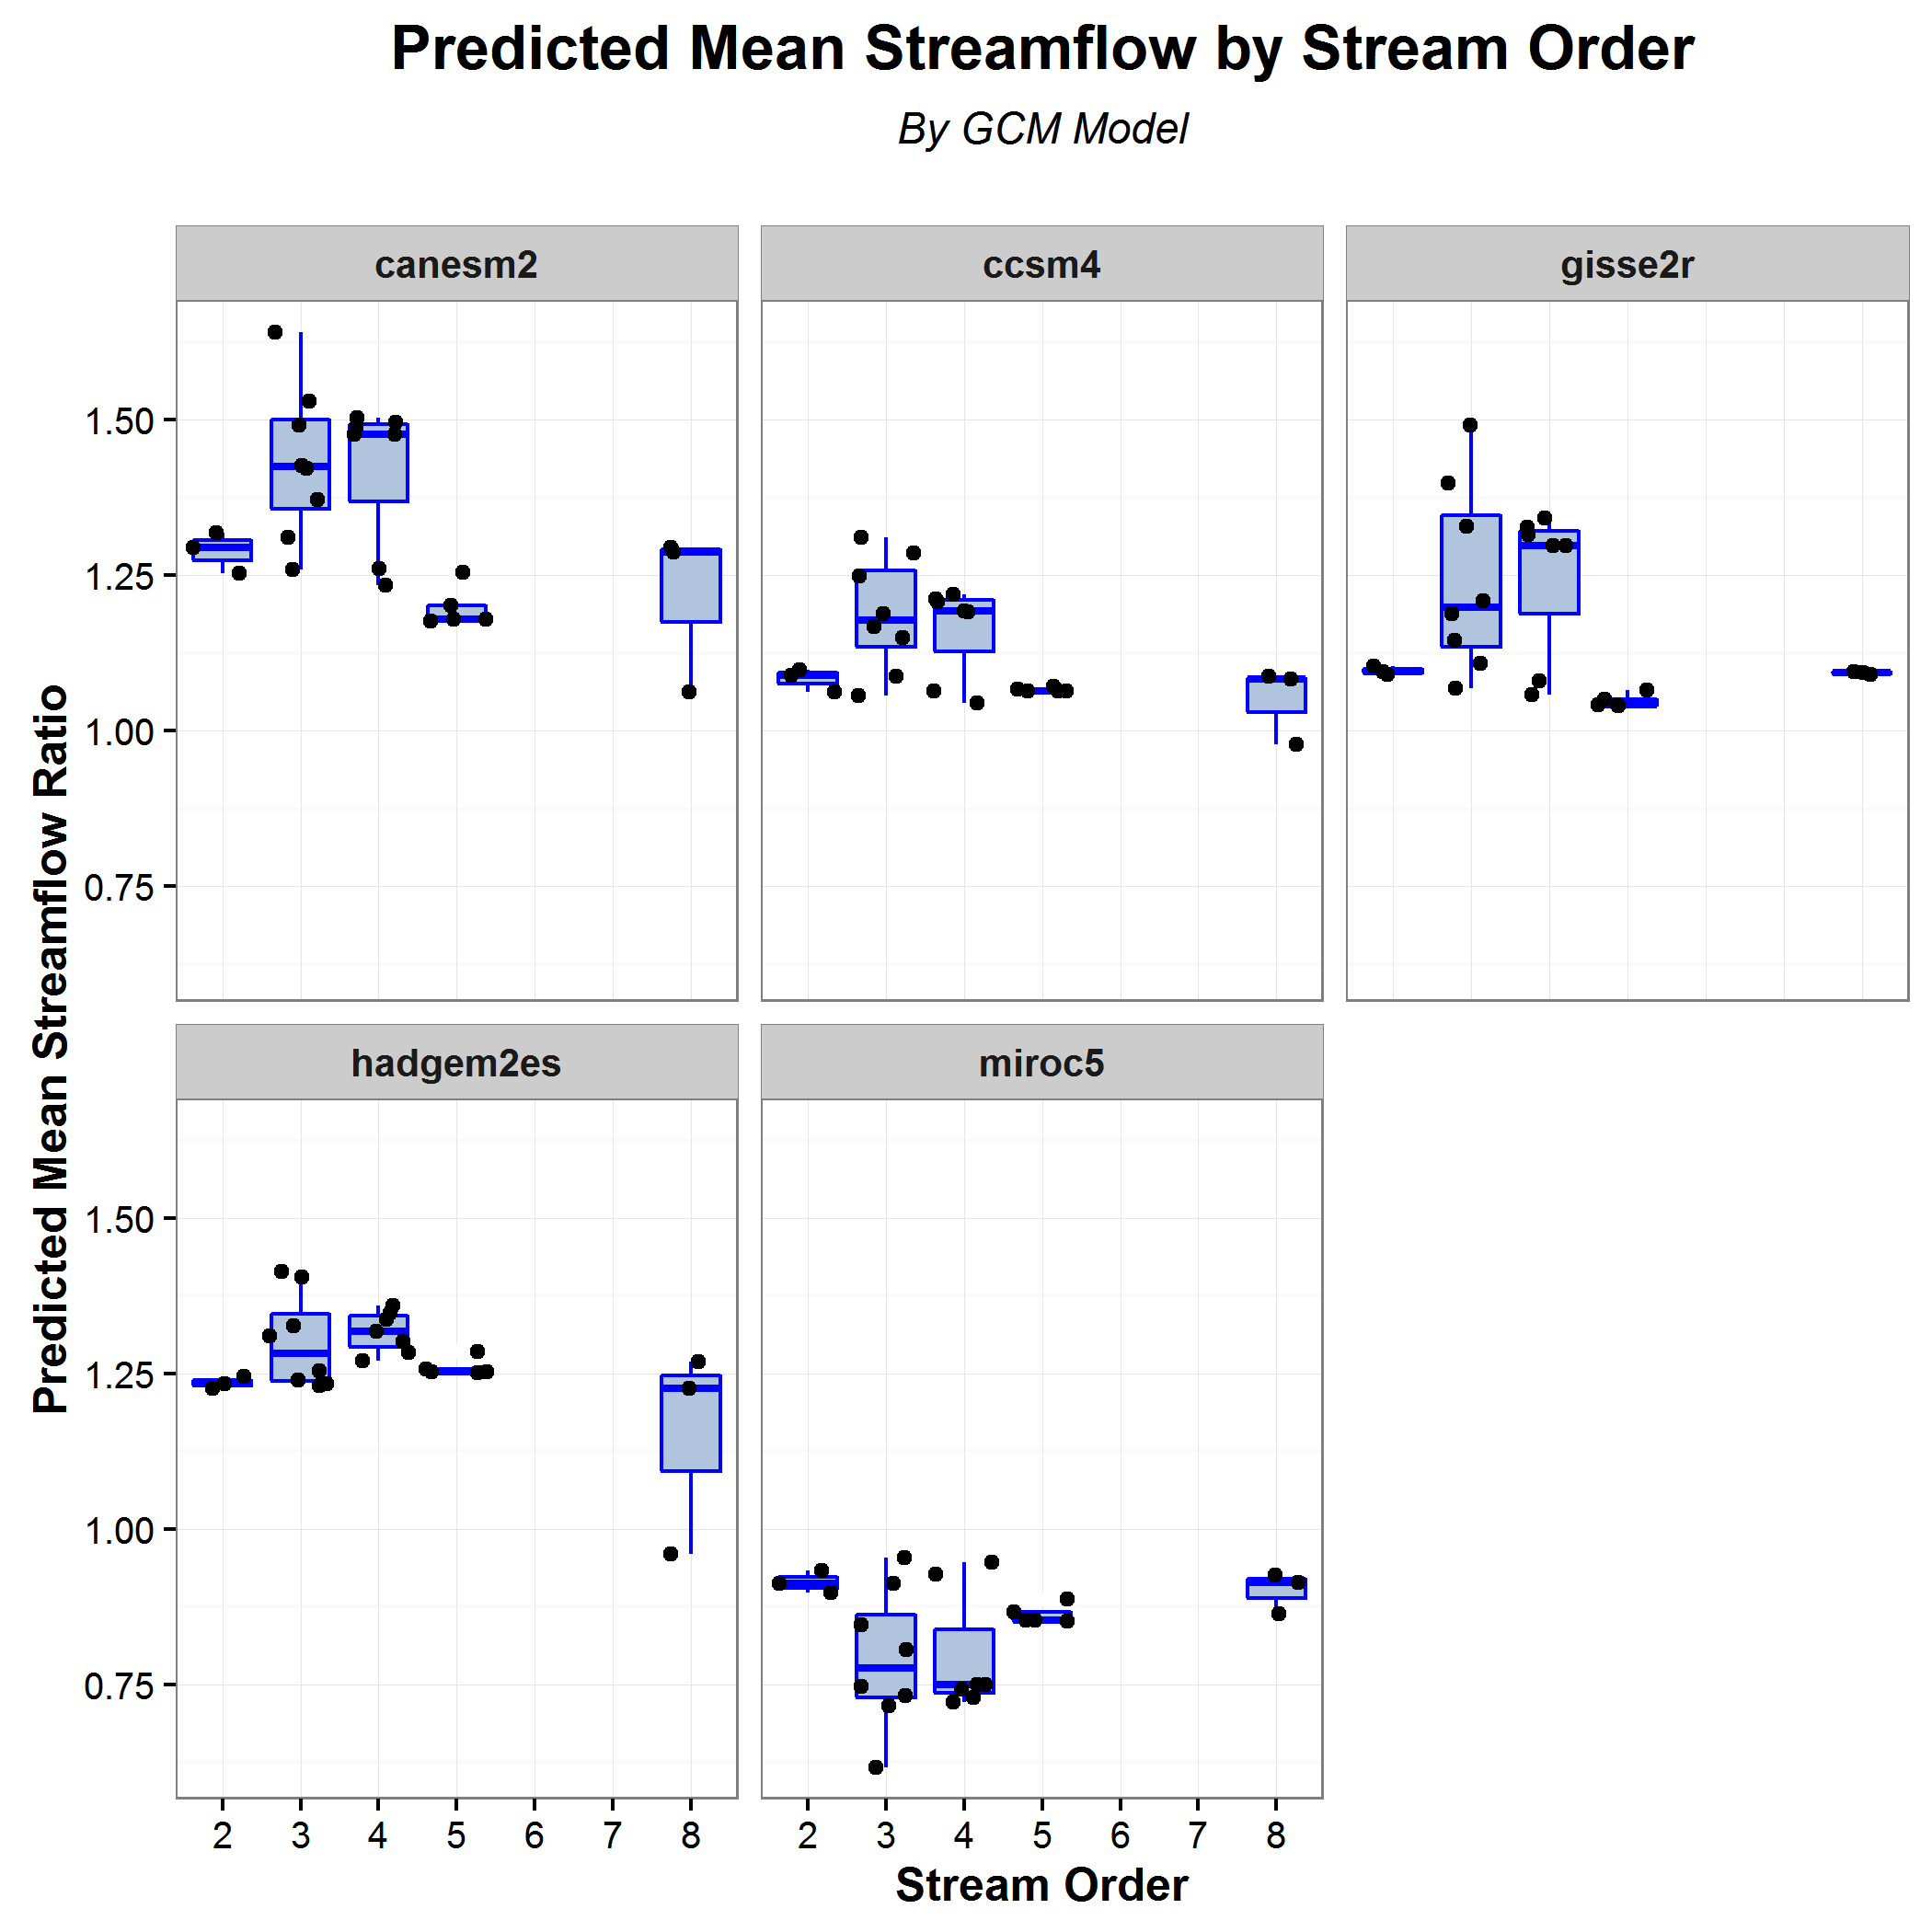 Predicted Mean Streamflow by Stream Order
By GCM Model
canesm2
ccsm4
gisse2r
1.50
1.25
1.00
0.75
Predicted Mean Streamflow Ratio
hadgem2es
miroc5
1.50
1.25
1.00
0.75
2 3 4 5 6 7 8
2 3 4 5 6 7 8
Stream Order